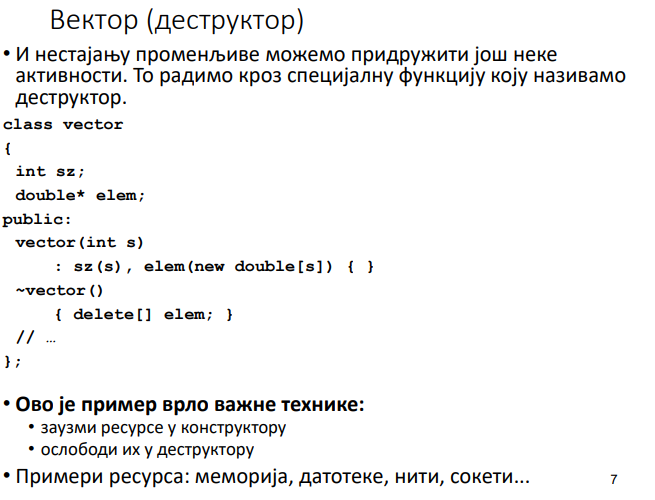 Вектор (деструктор)
• И нестајању променљиве можемо придружити још неке
активности. То радимо кроз специјалну функцију коју називамо
деструктор.
class vector
{
int sz;
double* elem;
public:
vector(int s)
: sz(s), elem(new double[s]) { }
~vector()
{ delete[] elem; }
// …
};
• Ово је пример врло важне технике:
• заузми ресурсе у конструктору
• ослободи их у деструктору
• Примери ресурса: меморија, датотеке, нити, сокети...
7